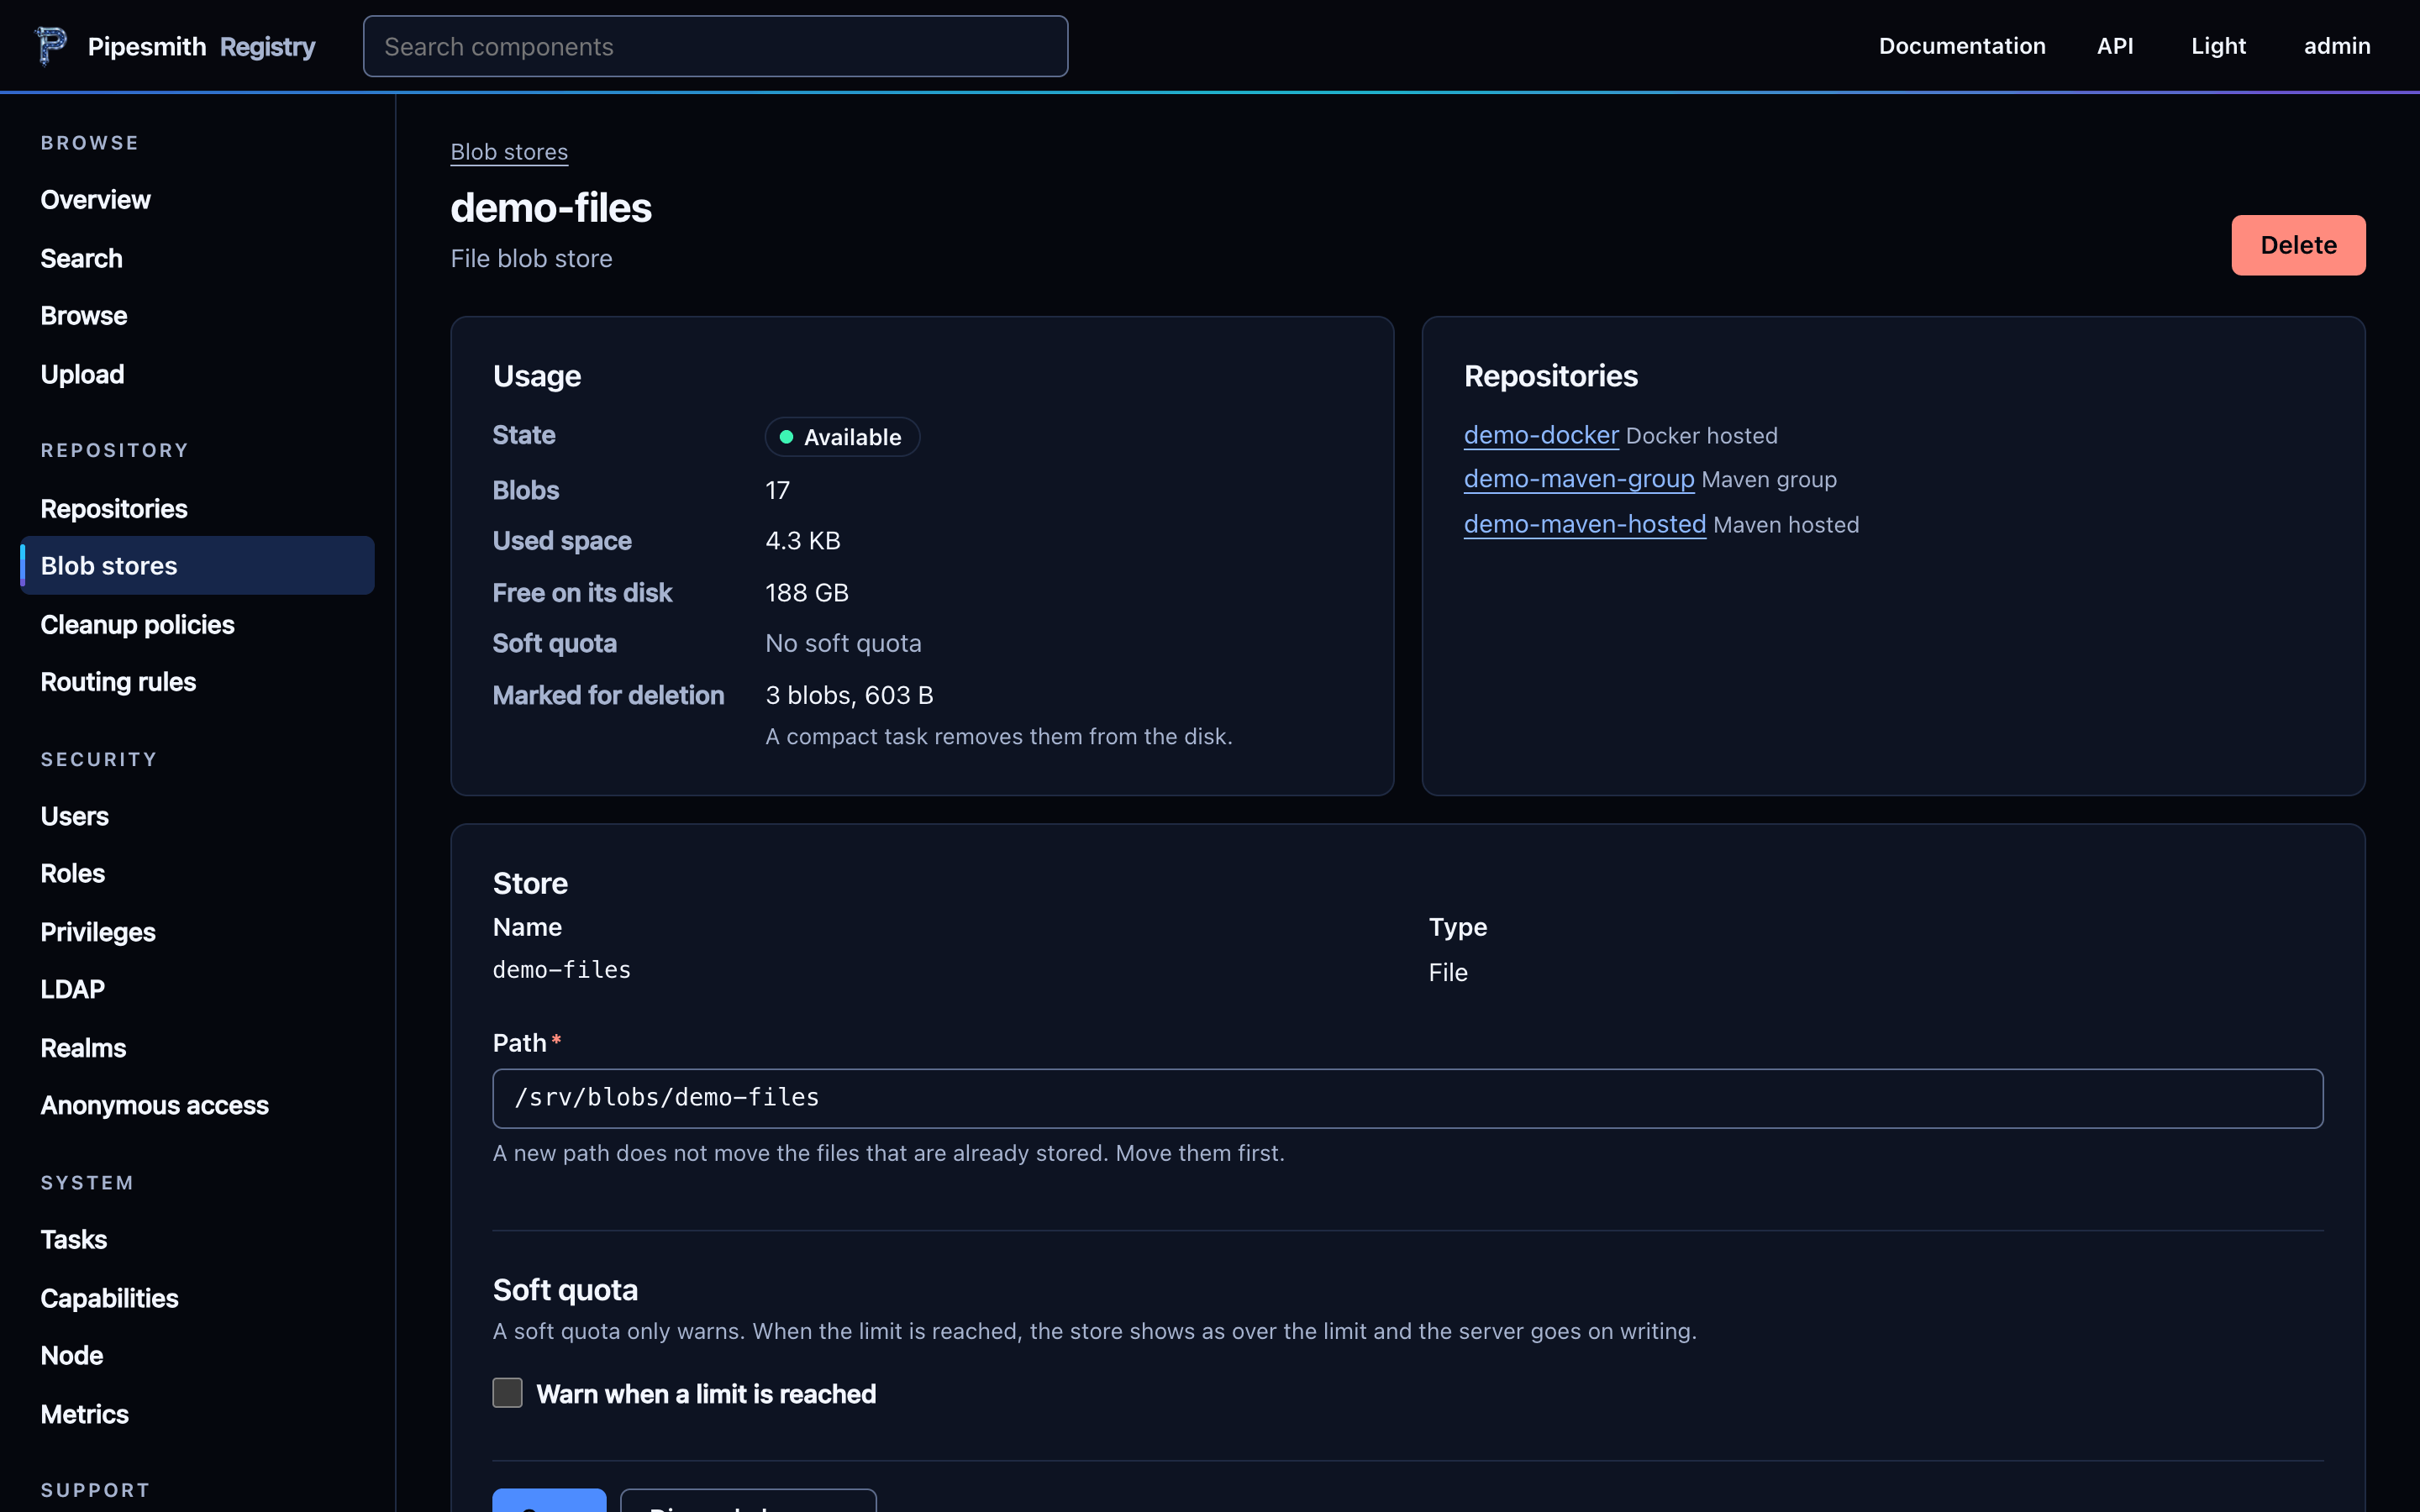 Pipesmith Registry
Search components
Documentation
API
Light
admin
BROWSE
Overview
Search
Browse
Upload
REPOSITORY
Repositories
Blob stores
Cleanup policies
Routing rules
SECURITY
Users
Roles
Privileges
LDAP
Realms
Anonymous access
SYSTEM
Tasks
Capabilities
Node
Metrics
SUPPORT
Blob stores
demo-files
File blob store
Delete
Usage
State Available
Blobs 17
Used space 4.3 KB
Free on its disk 188 GB
Soft quota No soft quota
Marked for deletion 3 blobs, 603 B
A compact task removes them from the disk.
Repositories
demo-docker Docker hosted
demo-maven-group Maven group
demo-maven-hosted Maven hosted
Store
Name
demo-files
Type
File
Path*
/srv/blobs/demo-files
A new path does not move the files that are already stored. Move them first.
Soft quota
A soft quota only warns. When the limit is reached, the store shows as over the limit and the server goes on writing.
Warn when a limit is reached